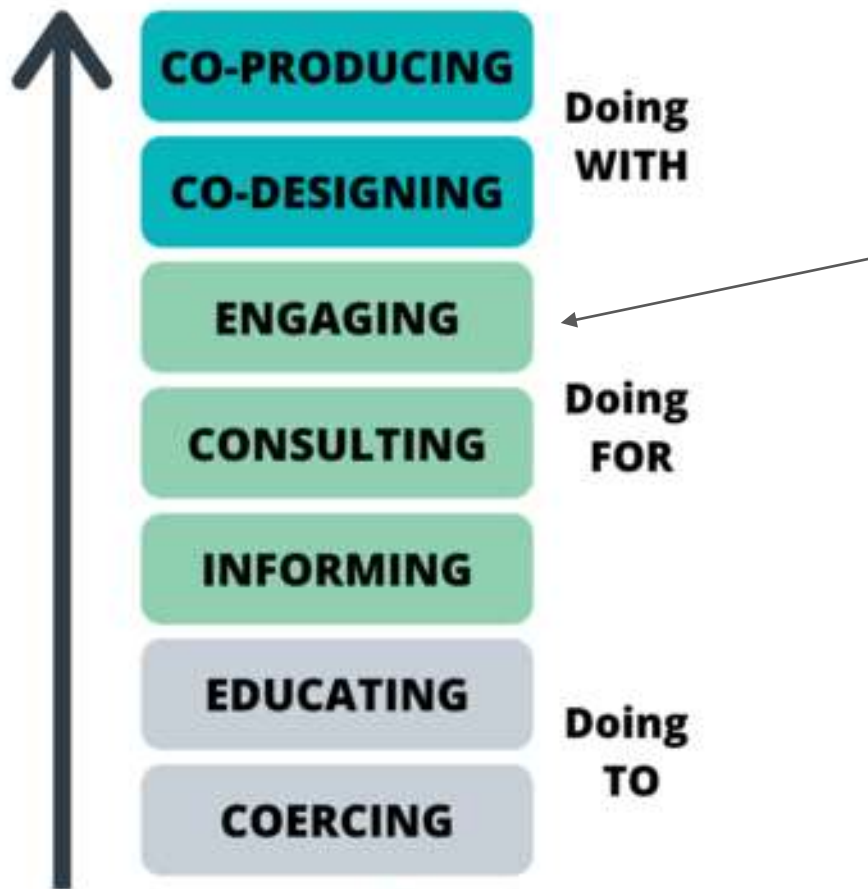 CO-PRODUCING
CO-DESIGNING
Doing
WITH
ENGAGING
CONSULTING
INFORMING
Doing
FOR
EDUCATING
COERCING
Doing
TO